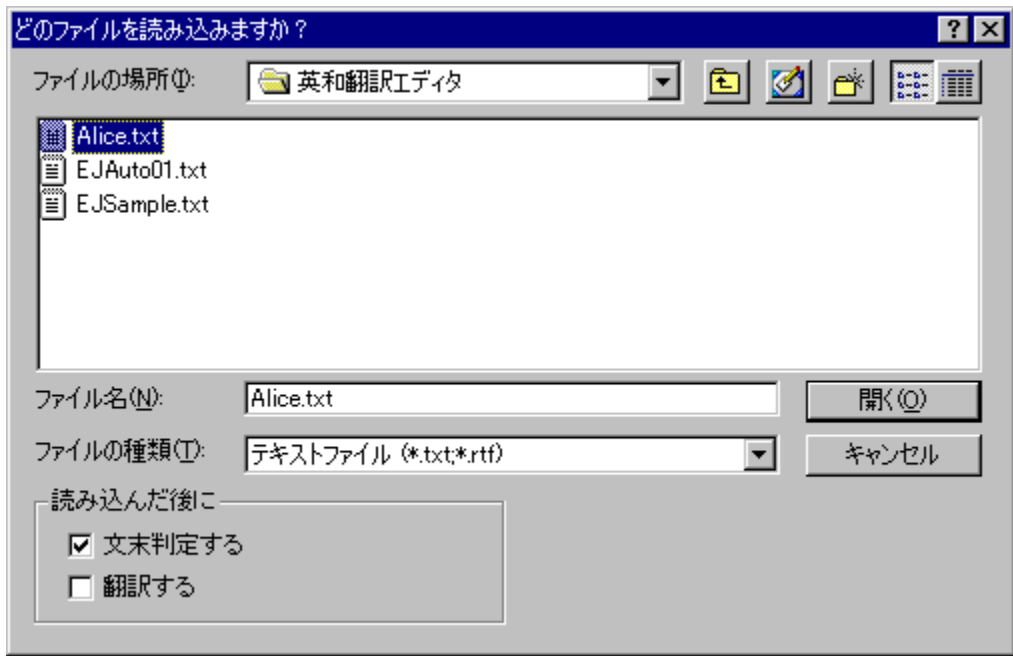 どのファイルを読み込みますか？
ファイルの場所(I):
英和翻訳エディタ
Alice.txt
EJAuto01.txt
EJSample.txt
ファイル名(N):
Alice.txt
開く(O)
ファイルの種類(T):
テキストファイル (*.txt;*.rtf)
キャンセル
読み込んだ後に
文末判定する
翻訳する